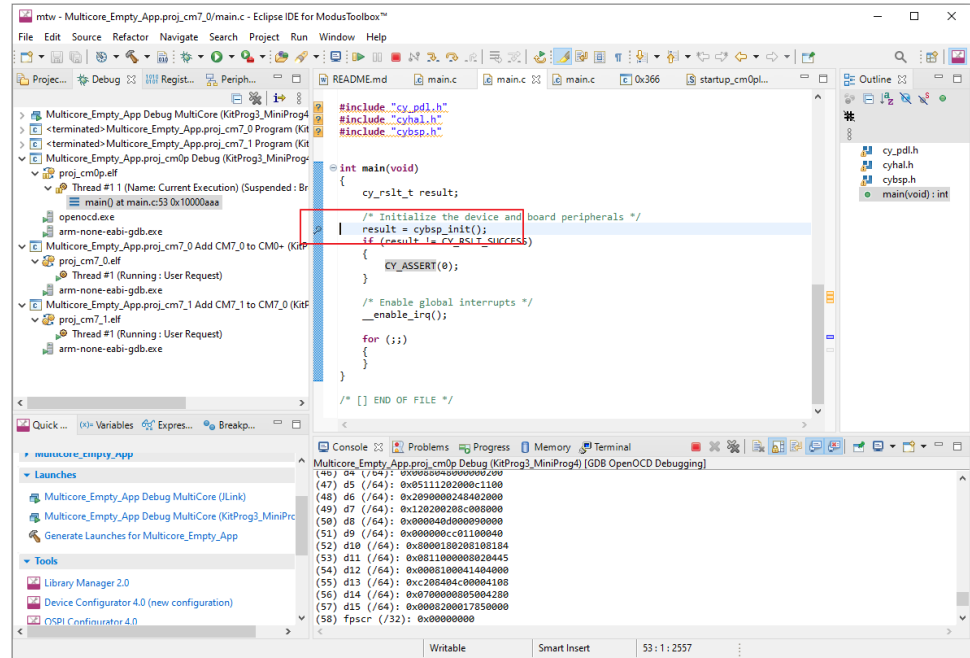 mtw - Multicore_Empty_App.proj_cm7_0/main.c - Eclipse IDE for ModusToolbox™
File Edit Source Refactor Navigate Search Project Run Window Help
Projec... Debug Regist... Periph...
Multicore_Empty_App Debug MultiCore (KitProg3_MiniProg4
<terminated>Multicore_Empty_App.proj_cm7_0 Program (Kit
<terminated>Multicore_Empty_App.proj_cm7_1 Program (Kit
Multicore_Empty_App.proj_cm0p Debug (KitProg3_MiniProg4
proj_cm0p.elf
Thread #1 1 (Name: Current Execution) (Suspended : Br
main() at main.c:53 0x10000aaa
openocd.exe
arm-none-eabi-gdb.exe
Multicore_Empty_App.proj_cm7_0 Add CM7_0 to CM0+ (KitP
proj_cm7_0.elf
Thread #1 (Running : User Request)
arm-none-eabi-gdb.exe
Multicore_Empty_App.proj_cm7_1 Add CM7_1 to CM7_0 (KitP
proj_cm7_1.elf
Thread #1 (Running : User Request)
arm-none-eabi-gdb.exe
README.md main.c main.c main.c 0x366 startup_cm0pl...
#include "cy_pdl.h"
#include "cyhal.h"
#include "cybsp.h"
int main(void)
{
cy_rslt_t result;
/* Initialize the device and board peripherals */
result = cybsp_init();
if (result != CY_RSLT_SUCCESS)
{
CY_ASSERT(0);
}
/* Enable global interrupts */
__enable_irq();
for (;;)
{
}
}
/* [] END OF FILE */
Outline
cy_pdl.h
cyhal.h
cybsp.h
main(void) : int
Quick ... (x)= Variables Expres... Breakp...
Multicore_Empty_App
Launches
Multicore_Empty_App Debug MultiCore (JLink)
Multicore_Empty_App Debug MultiCore (KitProg3_MiniPro
Generate Launches for Multicore_Empty_App
Tools
Library Manager 2.0
Device Configurator 4.0 (new configuration)
QSPI Configurator 4.0
Console Problems Progress Memory Terminal
Multicore_Empty_App.proj_cm0p Debug (KitProg3_MiniProg4) [GDB OpenOCD Debugging]
(46) d4 (/64): 0x0088048000000200
(47) d5 (/64): 0x05111202000c1100
(48) d6 (/64): 0x2090000248402000
(49) d7 (/64): 0x120200208c008000
(50) d8 (/64): 0x000040d000090000
(51) d9 (/64): 0x000000cc01100040
(52) d10 (/64): 0x8000180208108184
(53) d11 (/64): 0x0811000008020445
(54) d12 (/64): 0x0008100041404000
(55) d13 (/64): 0xc208404c00004108
(56) d14 (/64): 0x0700000805004280
(57) d15 (/64): 0x0008200017850000
(58) fpscr (/32): 0x00000000
Writable Smart Insert 53 : 1 : 2557